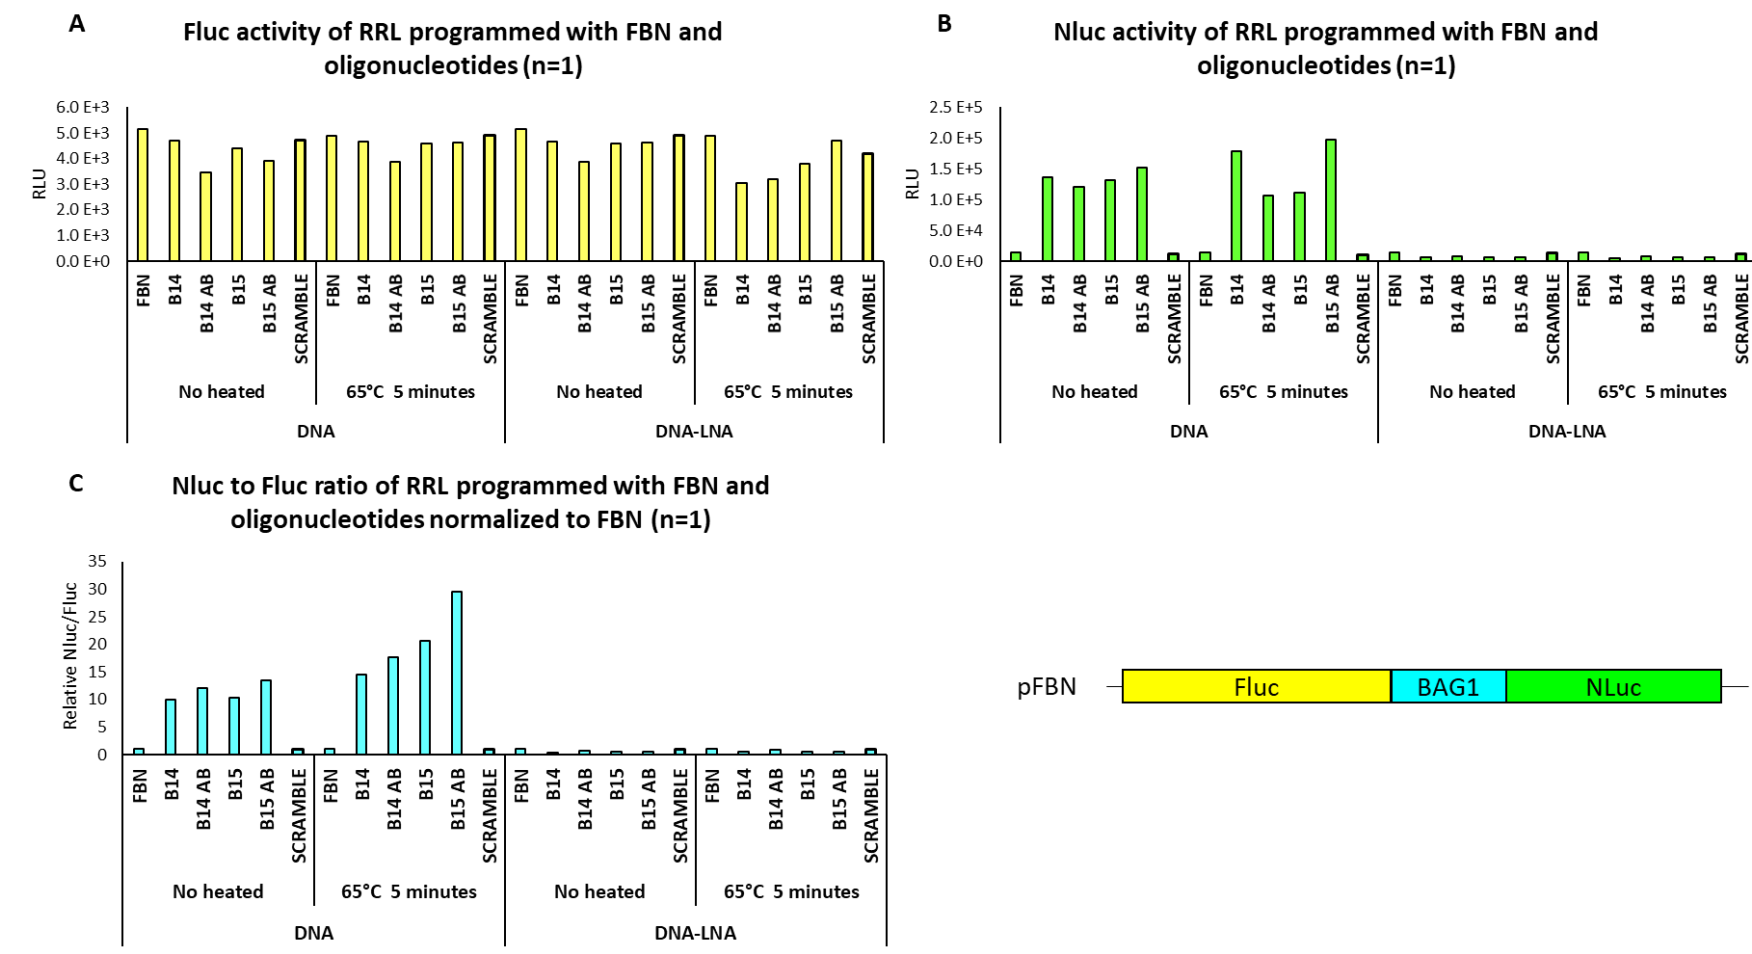 A
Fluc activity of RRL programmed with FBN and
oligonucleotides (n=1)
6.0 E+3
5.0 E+3
4.0 E+3
3.0 E+3
2.0 E+3
1.0 E+3
0.0 E+0
RLU
FBN B14 B14 AB B15 B15 AB SCRAMBLE FBN B14 B14 AB B15 B15 AB SCRAMBLE FBN B14 B14 AB B15 B15 AB SCRAMBLE FBN B14 B14 AB B15 B15 AB SCRAMBLE
No heated 65°C 5 minutes No heated 65°C 5 minutes
DNA DNA-LNA
B
Nluc activity of RRL programmed with FBN and
oligonucleotides (n=1)
2.5 E+5
2.0 E+5
1.5 E+5
1.0 E+5
5.0 E+4
0.0 E+0
RLU
FBN B14 B14 AB B15 B15 AB SCRAMBLE FBN B14 B14 AB B15 B15 AB SCRAMBLE FBN B14 B14 AB B15 B15 AB SCRAMBLE FBN B14 B14 AB B15 B15 AB SCRAMBLE
No heated 65°C 5 minutes No heated 65°C 5 minutes
DNA DNA-LNA
C
Nluc to Fluc ratio of RRL programmed with FBN and
oligonucleotides normalized to FBN (n=1)
35
30
25
20
15
10
5
0
Relative Nluc/Fluc
FBN B14 B14 AB B15 B15 AB SCRAMBLE FBN B14 B14 AB B15 B15 AB SCRAMBLE FBN B14 B14 AB B15 B15 AB SCRAMBLE FBN B14 B14 AB B15 B15 AB SCRAMBLE
No heated 65°C 5 minutes No heated 65°C 5 minutes
DNA DNA-LNA
pFBN Fluc BAG1 NLuc